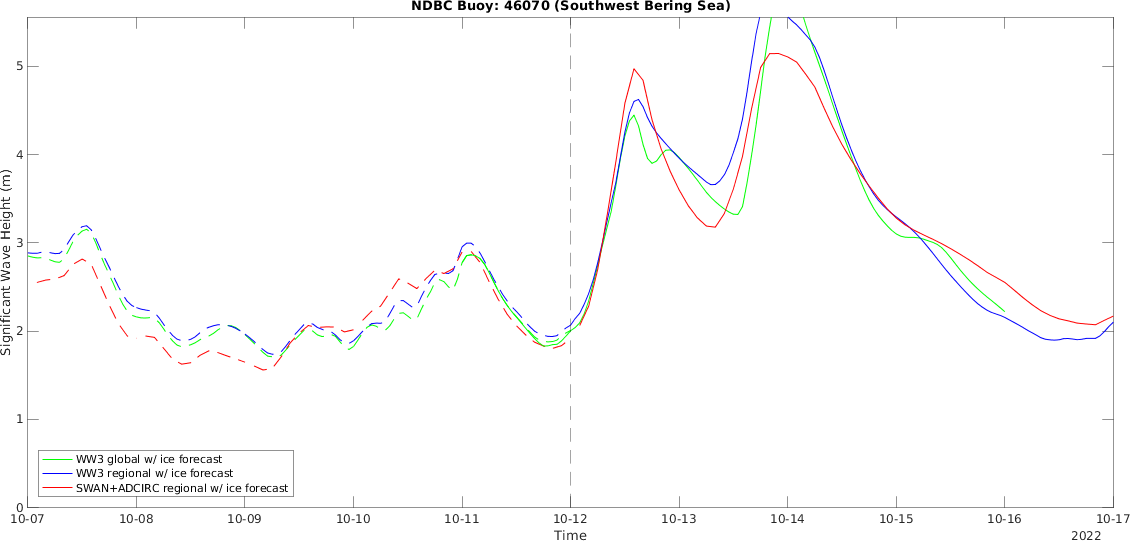 NDBC Buoy: 46070 (Southwest Bering Sea)
5
4
3
2
1
0
Significant Wave Height (m)
WW3 global w/ ice forecast
WW3 regional w/ ice forecast
SWAN+ADCIRC regional w/ ice forecast
10-07 10-08 10-09 10-10 10-11 10-12 10-13 10-14 10-15 10-16 10-17
Time
2022